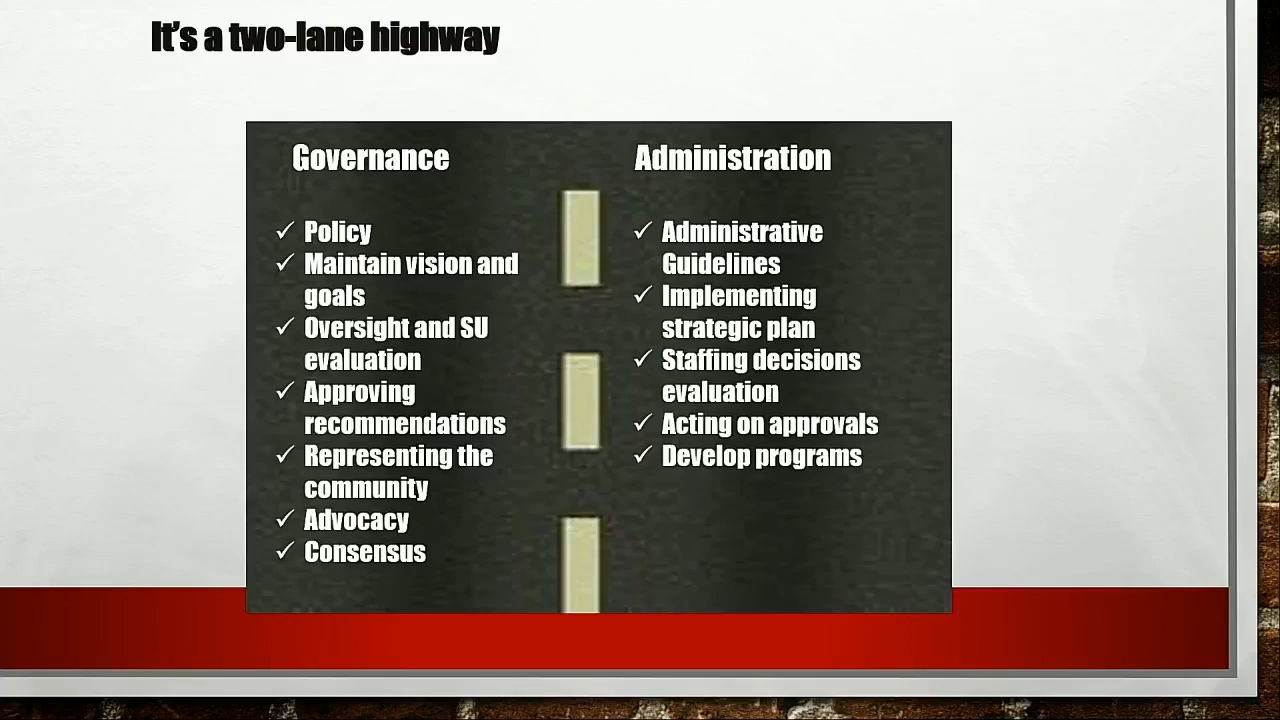 It's a two-lane highway
Governance
✓ Policy
✓ Maintain vision and
goals
✓ Oversight and SU
evaluation
✓ Approving
recommendations
✓ Representing the
community
✓ Advocacy
✓ Consensus
Administration
✓ Administrative
Guidelines
✓ Implementing
strategic plan
✓ Staffing decisions
evaluation
✓ Acting on approvals
✓ Develop programs